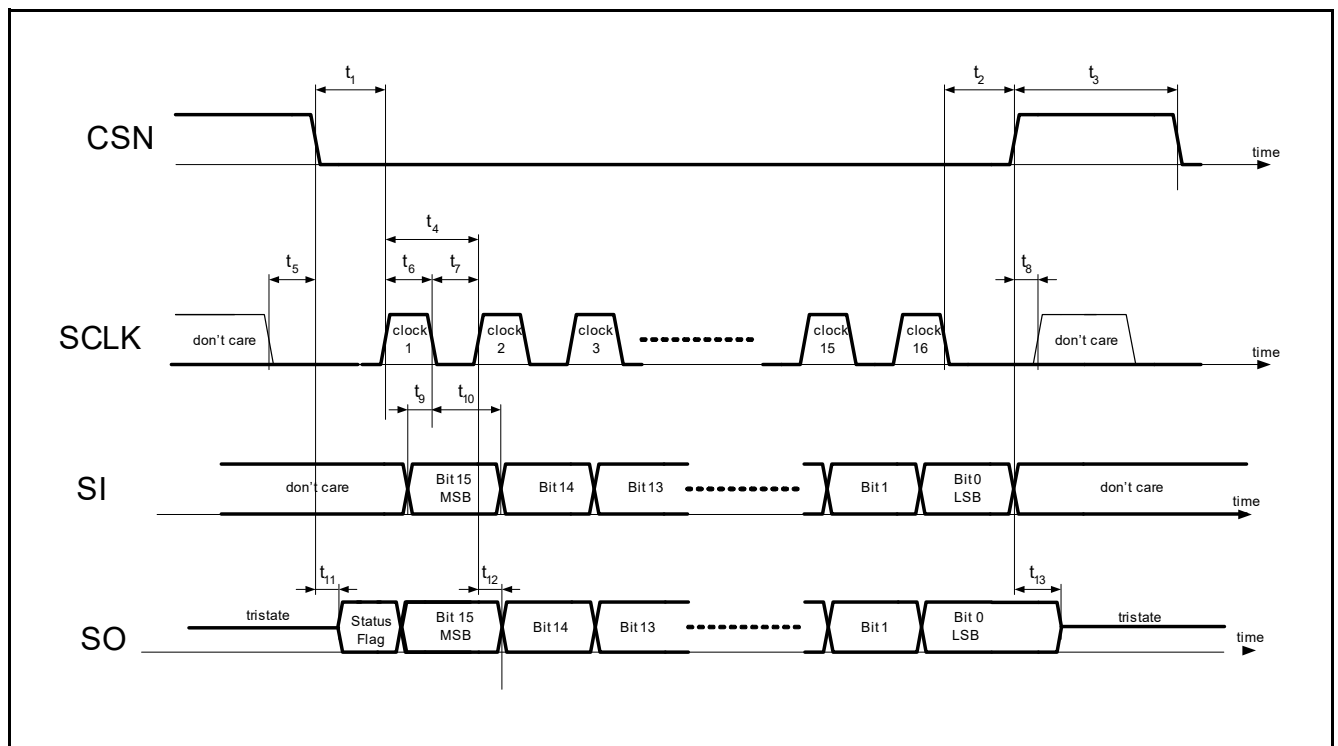 t1
t2
t3
CSN
time
t4
t5
t6
t7
t8
SCLK
don't care
clock 1
clock 2
clock 3
clock 15
clock 16
don't care
time
t9
t10
SI
don't care
Bit 15 MSB
Bit 14
Bit 13
Bit 1
Bit 0 LSB
don't care
time
t11
t12
t13
SO
tristate
Status Flag
Bit 15 MSB
Bit 14
Bit 13
Bit 1
Bit 0 LSB
tristate
time